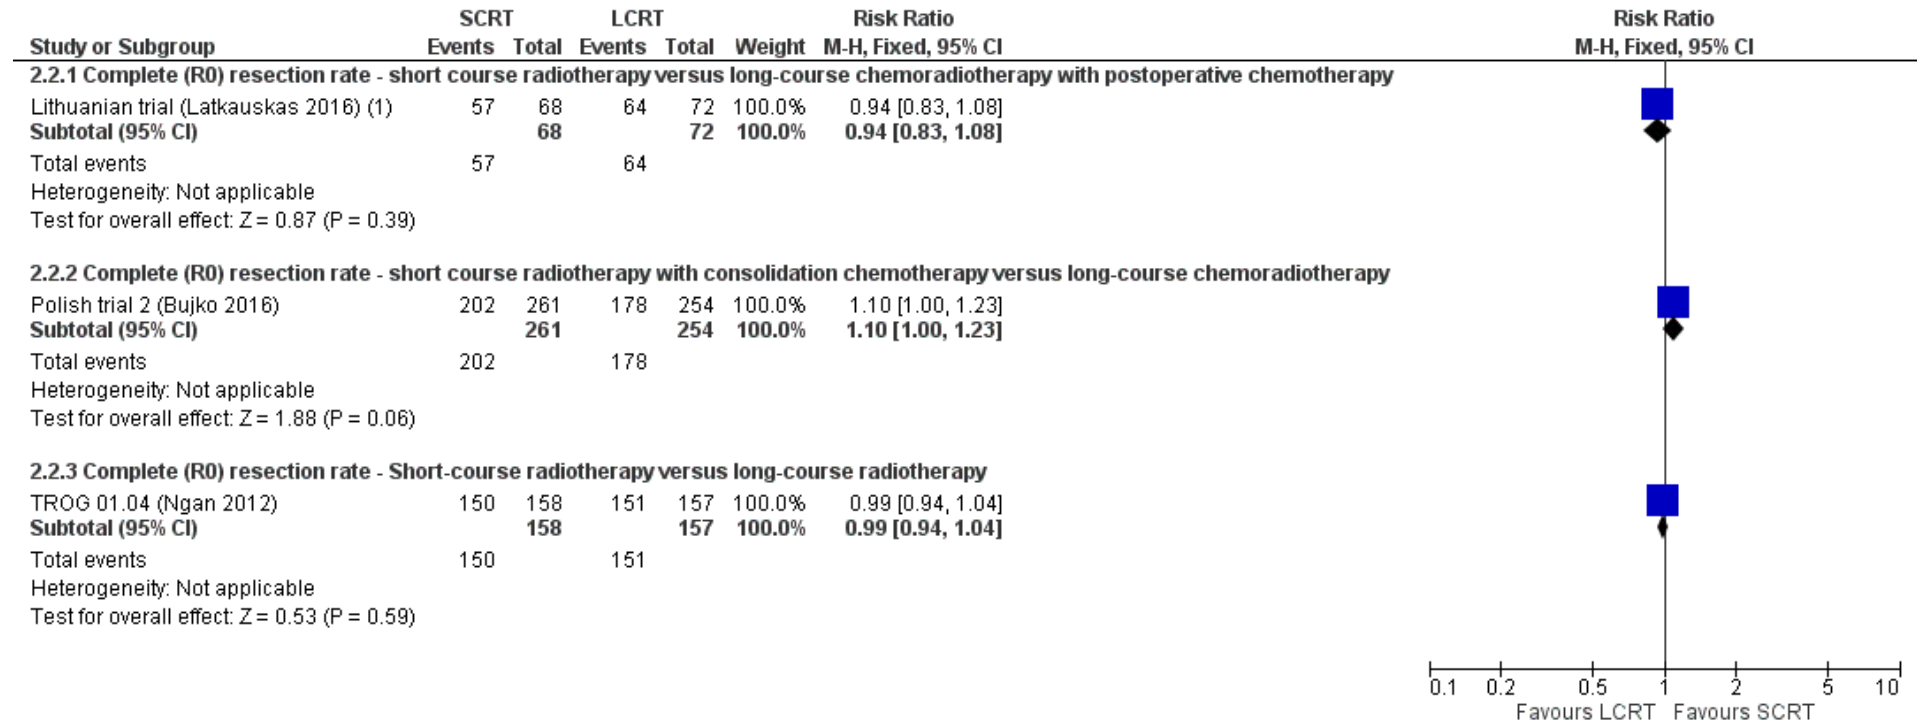 SCRT LCRT Risk Ratio Risk Ratio
Study or Subgroup Events Total Events Total Weight M-H, Fixed, 95% CI M-H, Fixed, 95% CI
2.2.1 Complete (R0) resection rate - short course radiotherapy versus long-course chemoradiotherapy with postoperative chemotherapy
Lithuanian trial (Latkauskas 2016) (1) 57 68 64 72 100.0% 0.94 [0.83, 1.08]
Subtotal (95% CI) 68 72 100.0% 0.94 [0.83, 1.08]
Total events 57 64
Heterogeneity: Not applicable
Test for overall effect: Z = 0.87 (P = 0.39)
2.2.2 Complete (R0) resection rate - short course radiotherapy with consolidation chemotherapy versus long-course chemoradiotherapy
Polish trial 2 (Bujko 2016) 202 261 178 254 100.0% 1.10 [1.00, 1.23]
Subtotal (95% CI) 261 254 100.0% 1.10 [1.00, 1.23]
Total events 202 178
Heterogeneity: Not applicable
Test for overall effect: Z = 1.88 (P = 0.06)
2.2.3 Complete (R0) resection rate - Short-course radiotherapy versus long-course radiotherapy
TROG 01.04 (Ngan 2012) 150 158 151 157 100.0% 0.99 [0.94, 1.04]
Subtotal (95% CI) 158 157 100.0% 0.99 [0.94, 1.04]
Total events 150 151
Heterogeneity: Not applicable
Test for overall effect: Z = 0.53 (P = 0.59)
0.1 0.2 0.5 1 2 5 10
Favours LCRT Favours SCRT